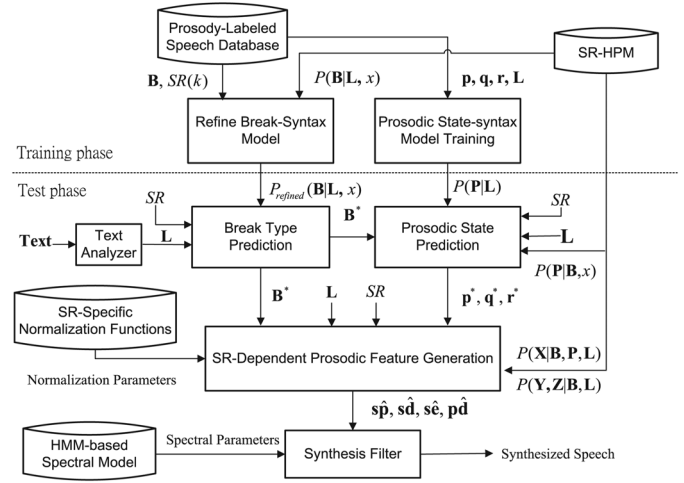 Prosody-Labeled
Speech Database
SR-HPM
B, SR(k)
P(B|L, x)
p, q, r, L
Refine Break-Syntax
Model
Prosodic State-syntax
Model Training
Training phase
Test phase
P_refined (B|L, x)
P(P|L)
SR
SR
Text
Text
Analyzer
L
Break Type
Prediction
B*
Prosodic State
Prediction
L
P(P|B,x)
B*
L
SR
p*, q*, r*
SR-Specific
Normalization Functions
SR-Dependent Prosodic Feature Generation
P(X|B,P,L)
P(Y,Z|B,L)
Normalization Parameters
sp̂, sd̂, sê, pd̂
HMM-based
Spectral Model
Spectral Parameters
Synthesis Filter
Synthesized Speech